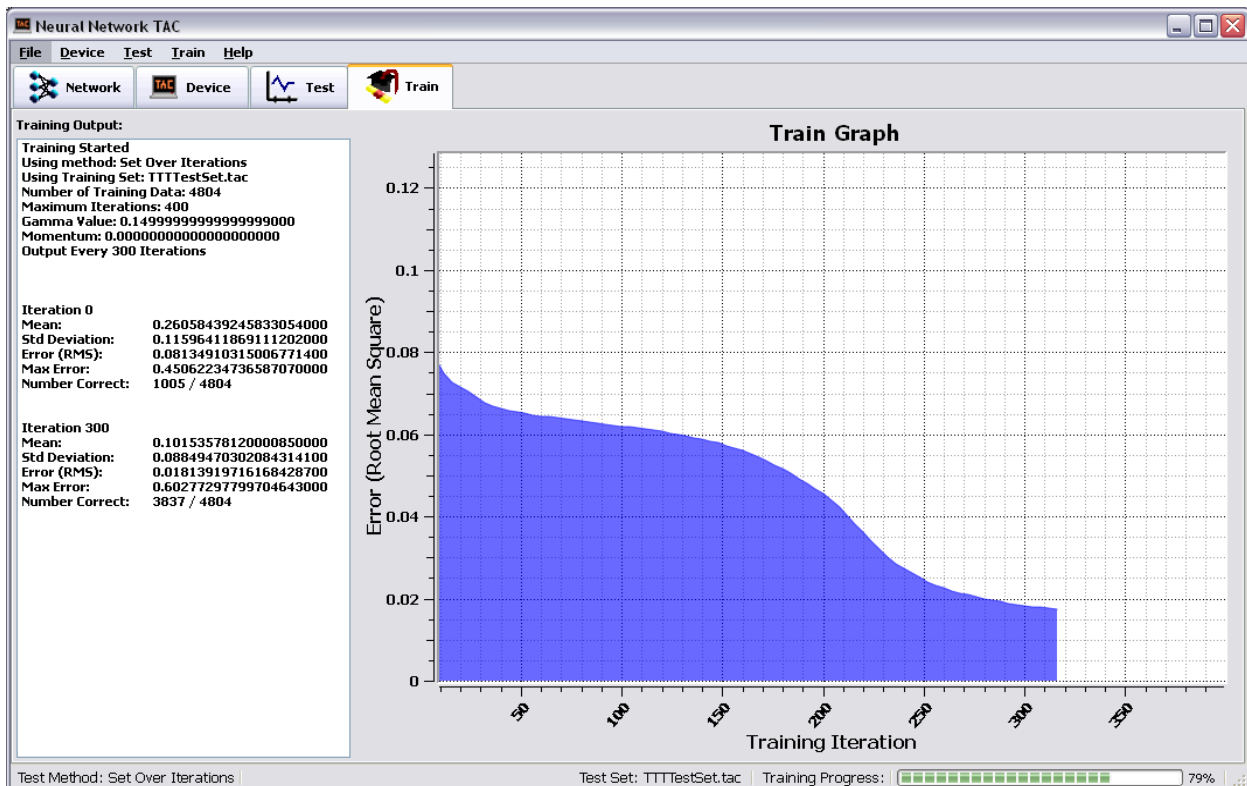 Neural Network TAC
File Device Test Train Help
Network Device Test Train
Training Output:
Training Started
Using method: Set Over Iterations
Using Training Set: TTTTestSet.tac
Number of Training Data: 4804
Maximum Iterations: 400
Gamma Value: 0.14999999999999999000
Momentum: 0.00000000000000000000
Output Every 300 Iterations
Iteration 0
Mean: 0.26058439245833054000
Std Deviation: 0.11596411869111202000
Error (RMS): 0.08134910315006771400
Max Error: 0.45062234736587070000
Number Correct: 1005 / 4804
Iteration 300
Mean: 0.10153578120000850000
Std Deviation: 0.08849470302084314100
Error (RMS): 0.01813919716168428700
Max Error: 0.60277297799704643000
Number Correct: 3837 / 4804
Train Graph
Error (Root Mean Square)
0.12
0.1
0.08
0.06
0.04
0.02
0
50 100 150 200 250 300 350
Training Iteration
Test Method: Set Over Iterations Test Set: TTTTestSet.tac Training Progress: 79%